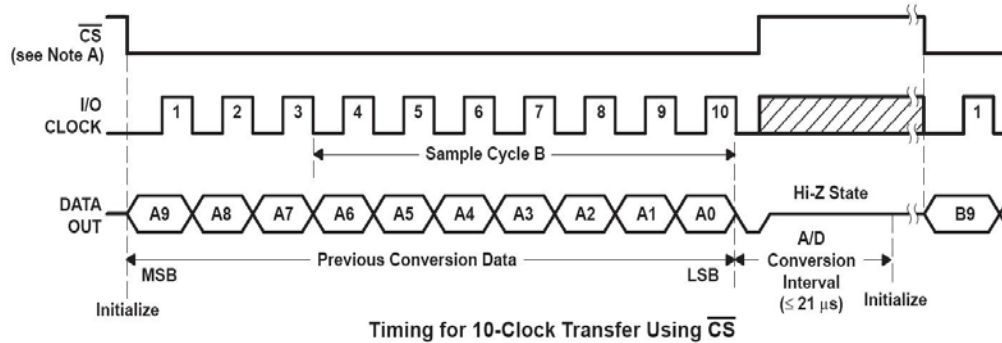 CS
(see Note A)
I/O
CLOCK
1 2 3 4 5 6 7 8 9 10 1
Sample Cycle B
DATA
OUT
A9 A8 A7 A6 A5 A4 A3 A2 A1 A0 B9
Hi-Z State
Previous Conversion Data
MSB
LSB
A/D
Conversion
Interval
(≤ 21 μs)
Initialize
Initialize
Timing for 10-Clock Transfer Using CS